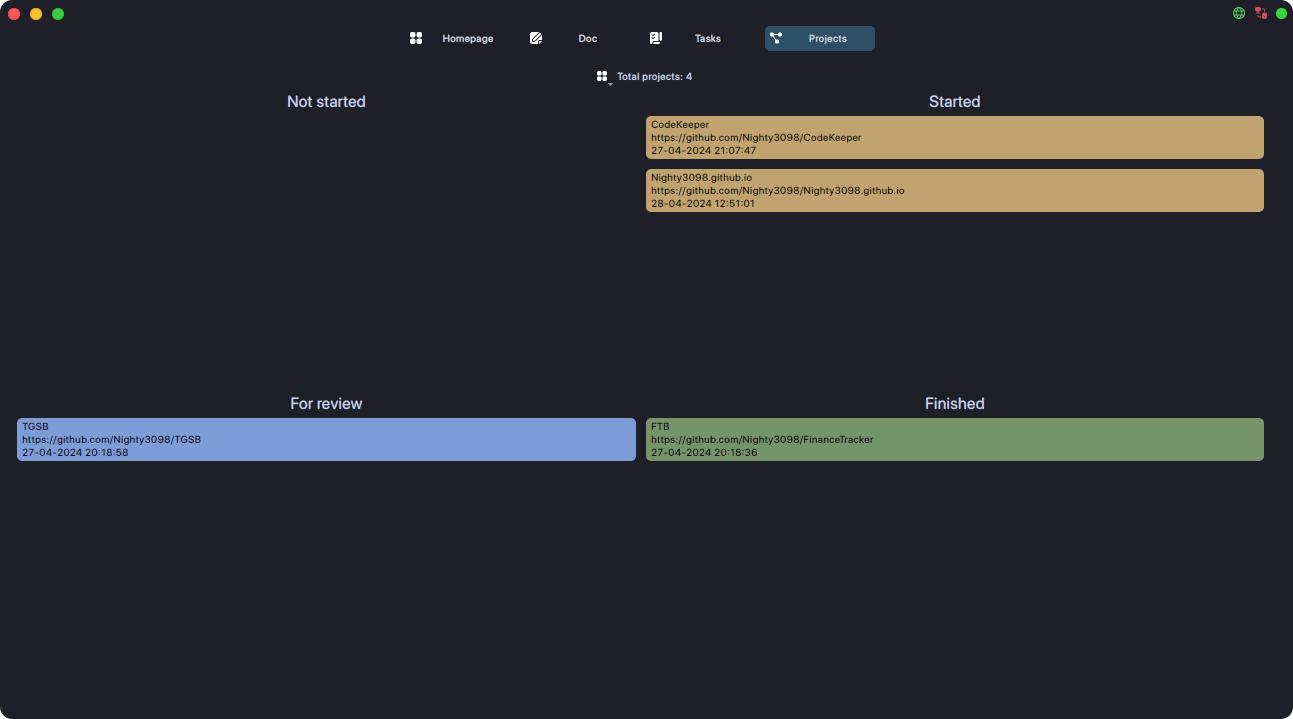 Homepage
Doc
Tasks
Projects
Total projects: 4
Not started
Started
CodeKeeper
https://github.com/Nighty3098/CodeKeeper
27-04-2024 21:07:47
Nighty3098.github.io
https://github.com/Nighty3098/Nighty3098.github.io
28-04-2024 12:51:01
For review
TGSB
https://github.com/Nighty3098/TGSB
27-04-2024 20:18:58
Finished
FTB
https://github.com/Nighty3098/FinanceTracker
27-04-2024 20:18:36